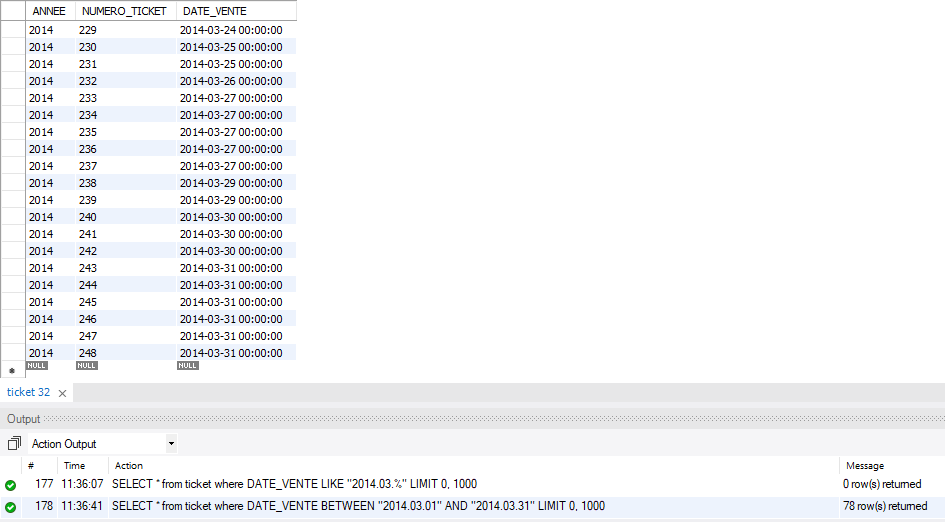 ANNEE NUMERO_TICKET DATE_VENTE
2014 229 2014-03-24 00:00:00
2014 230 2014-03-25 00:00:00
2014 231 2014-03-25 00:00:00
2014 232 2014-03-26 00:00:00
2014 233 2014-03-27 00:00:00
2014 234 2014-03-27 00:00:00
2014 235 2014-03-27 00:00:00
2014 236 2014-03-27 00:00:00
2014 237 2014-03-27 00:00:00
2014 238 2014-03-29 00:00:00
2014 239 2014-03-29 00:00:00
2014 240 2014-03-30 00:00:00
2014 241 2014-03-30 00:00:00
2014 242 2014-03-30 00:00:00
2014 243 2014-03-31 00:00:00
2014 244 2014-03-31 00:00:00
2014 245 2014-03-31 00:00:00
2014 246 2014-03-31 00:00:00
2014 247 2014-03-31 00:00:00
2014 248 2014-03-31 00:00:00
NULL NULL NULL
ticket 32
Output
Action Output
# Time Action Message
177 11:36:07 SELECT * from ticket where DATE_VENTE LIKE "2014.03.%" LIMIT 0, 1000 0 row(s) returned
178 11:36:41 SELECT * from ticket where DATE_VENTE BETWEEN "2014.03.01" AND "2014.03.31" LIMIT 0, 1000 78 row(s) returned